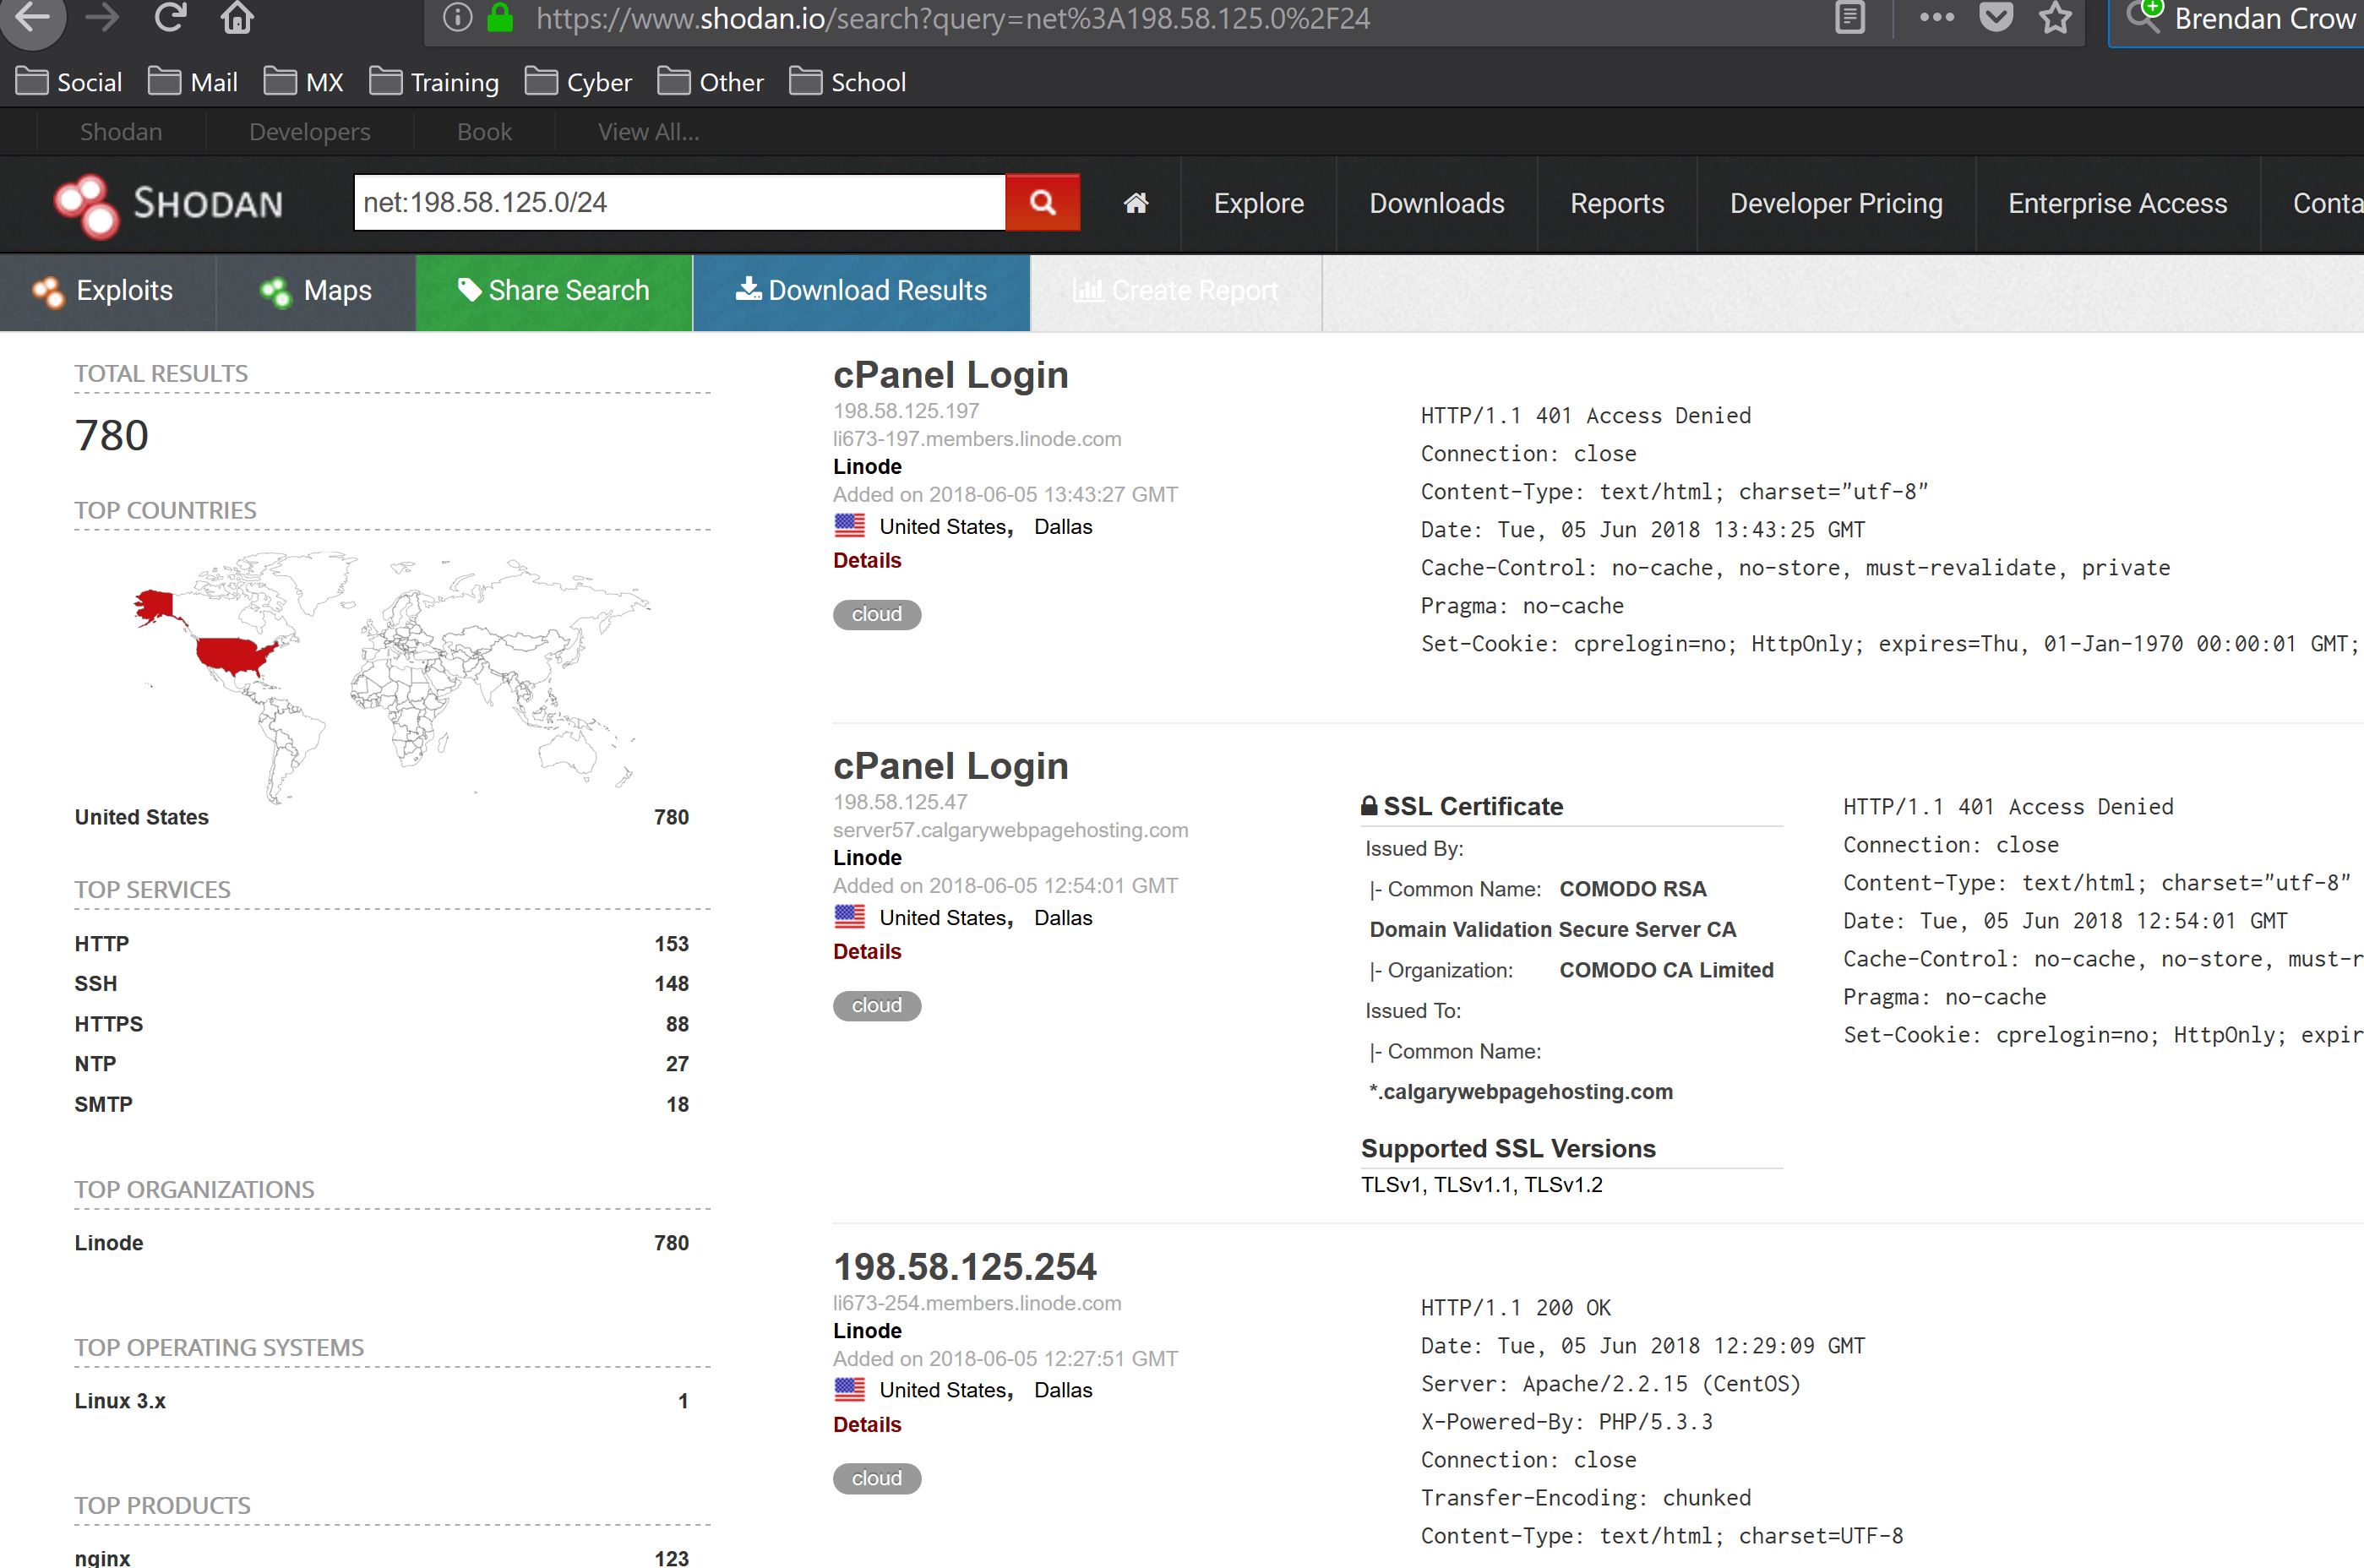 https://www.shodan.io/search?query=net%3A198.58.125.0%2F24
Brendan Crow
Social Mail MX Training Cyber Other School
Shodan Developers Book View All...
SHODAN
net:198.58.125.0/24
Explore Downloads Reports Developer Pricing Enterprise Access Conta
Exploits Maps Share Search Download Results Create Report
TOTAL RESULTS
780
TOP COUNTRIES
United States 780
TOP SERVICES
HTTP 153
SSH 148
HTTPS 88
NTP 27
SMTP 18
TOP ORGANIZATIONS
Linode 780
TOP OPERATING SYSTEMS
Linux 3.x 1
TOP PRODUCTS
nginx 123
cPanel Login
198.58.125.197
li673-197.members.linode.com
Linode
Added on 2018-06-05 13:43:27 GMT
United States, Dallas
Details
cloud
HTTP/1.1 401 Access Denied
Connection: close
Content-Type: text/html; charset="utf-8"
Date: Tue, 05 Jun 2018 13:43:25 GMT
Cache-Control: no-cache, no-store, must-revalidate, private
Pragma: no-cache
Set-Cookie: cprelogin=no; HttpOnly; expires=Thu, 01-Jan-1970 00:00:01 GMT;
cPanel Login
198.58.125.47
server57.calgarywebpagehosting.com
Linode
Added on 2018-06-05 12:54:01 GMT
United States, Dallas
Details
cloud
SSL Certificate
Issued By:
|- Common Name: COMODO RSA
Domain Validation Secure Server CA
|- Organization: COMODO CA Limited
Issued To:
|- Common Name:
*.calgarywebpagehosting.com
Supported SSL Versions
TLSv1, TLSv1.1, TLSv1.2
HTTP/1.1 401 Access Denied
Connection: close
Content-Type: text/html; charset="utf-8"
Date: Tue, 05 Jun 2018 12:54:01 GMT
Cache-Control: no-cache, no-store, must-r
Pragma: no-cache
Set-Cookie: cprelogin=no; HttpOnly; expir
198.58.125.254
li673-254.members.linode.com
Linode
Added on 2018-06-05 12:27:51 GMT
United States, Dallas
Details
cloud
HTTP/1.1 200 OK
Date: Tue, 05 Jun 2018 12:29:09 GMT
Server: Apache/2.2.15 (CentOS)
X-Powered-By: PHP/5.3.3
Connection: close
Transfer-Encoding: chunked
Content-Type: text/html; charset=UTF-8